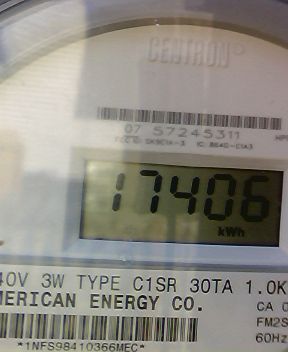 CENTRON®
07 57245311
17406
kWh
40V 3W TYPE C1SR 30TA 1.0K
MERICAN ENERGY CO.
CA 0
FM2S
60Hz
*1NFS98410366MEC*